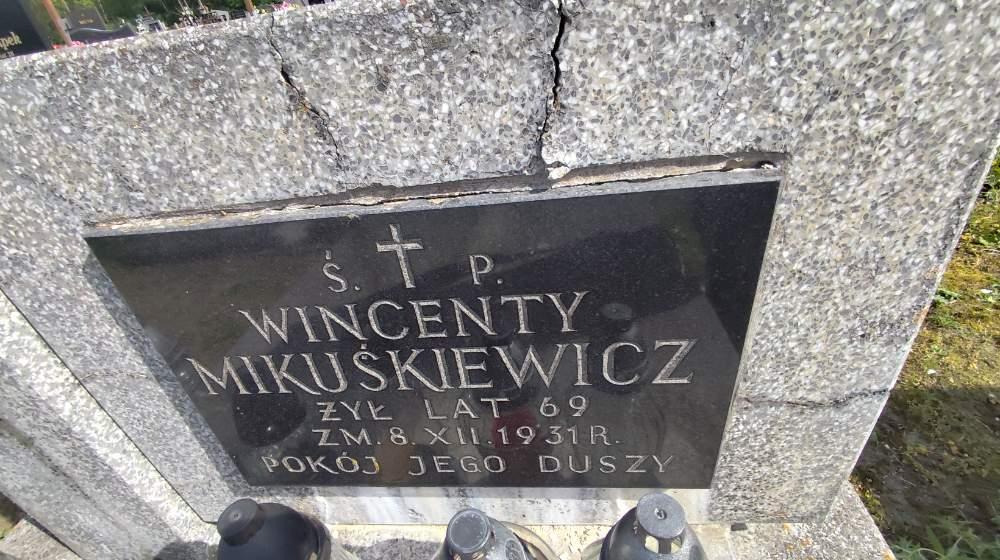 Ś. P.
WINCENTY
MIKUŚKIEWICZ
ŻYŁ LAT 69
ZM. 8. XII. 1931 R.
POKÓJ JEGO DUSZY